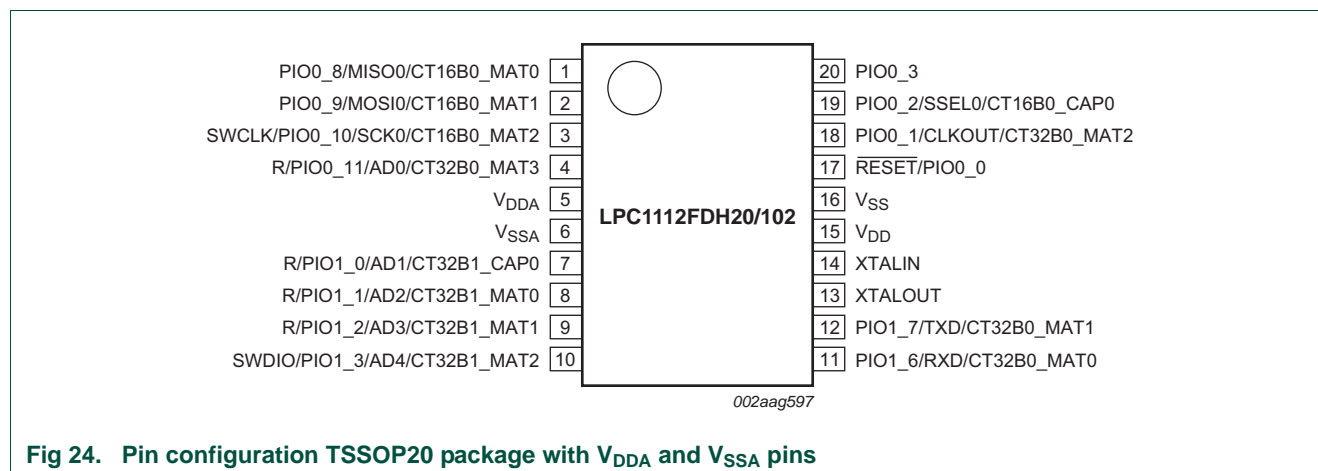 PIO0_8/MISO0/CT16B0_MAT0 1
PIO0_9/MOSI0/CT16B0_MAT1 2
SWCLK/PIO0_10/SCK0/CT16B0_MAT2 3
R/PIO0_11/AD0/CT32B0_MAT3 4
VDDA 5
VSSA 6
R/PIO1_0/AD1/CT32B1_CAP0 7
R/PIO1_1/AD2/CT32B1_MAT0 8
R/PIO1_2/AD3/CT32B1_MAT1 9
SWDIO/PIO1_3/AD4/CT32B1_MAT2 10
LPC1112FDH20/102
20 PIO0_3
19 PIO0_2/SSEL0/CT16B0_CAP0
18 PIO0_1/CLKOUT/CT32B0_MAT2
17 RESET/PIO0_0
16 VSS
15 VDD
14 XTALIN
13 XTALOUT
12 PIO1_7/TXD/CT32B0_MAT1
11 PIO1_6/RXD/CT32B0_MAT0
002aag597
Fig 24. Pin configuration TSSOP20 package with VDDA and VSSA pins